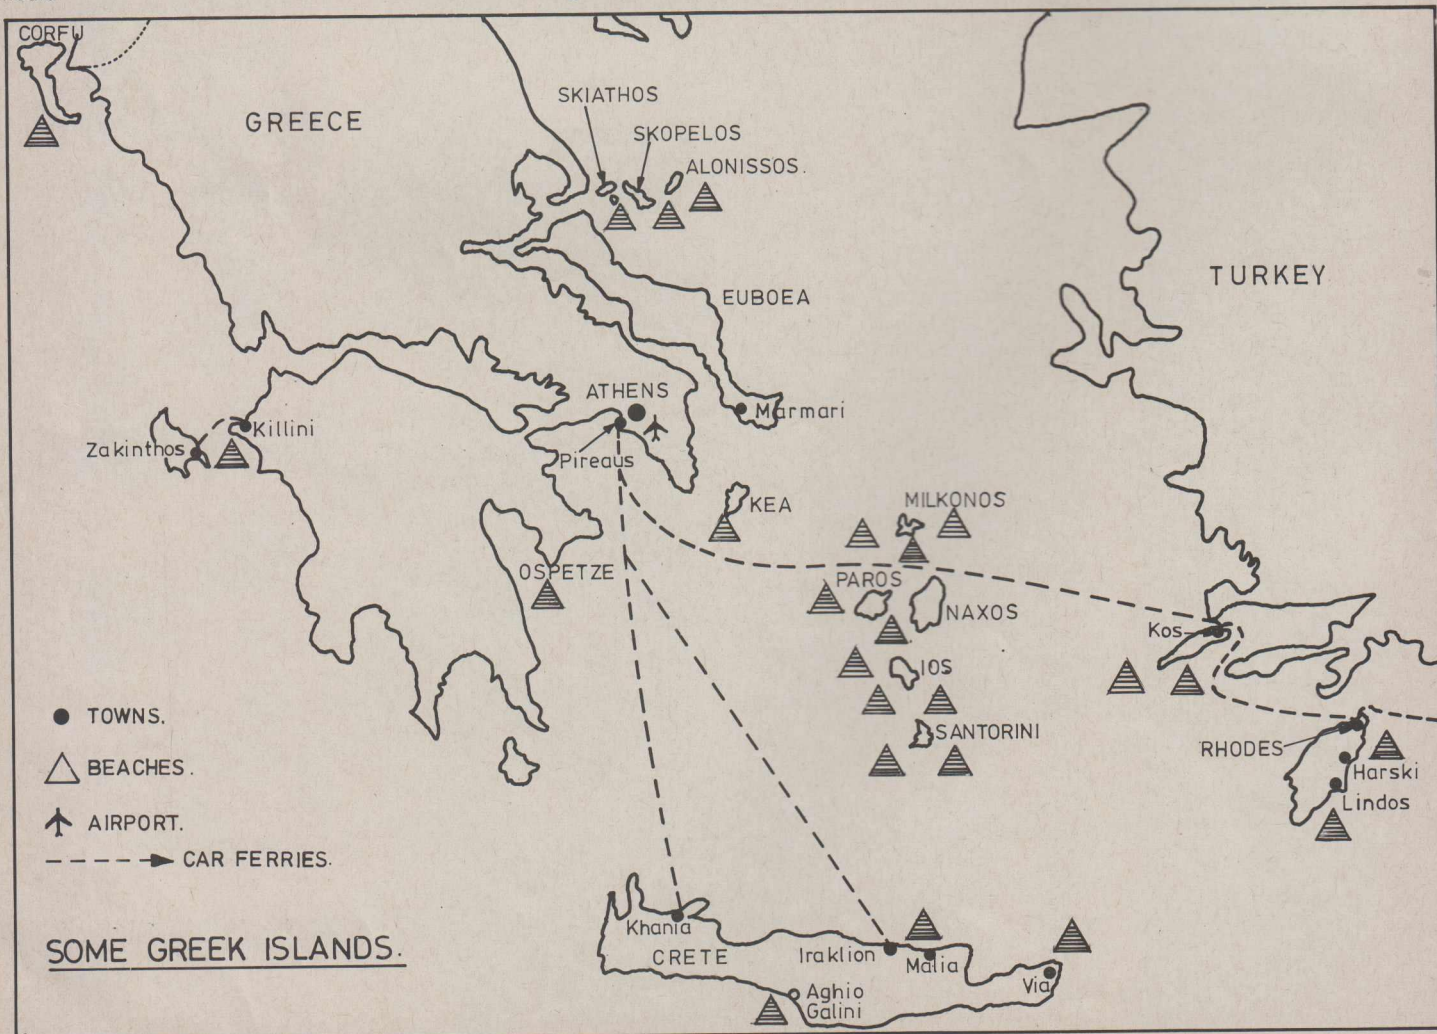 CORFU
GREECE
SKIATHOS
SKOPELOS
ALONISSOS.
EUBOEA
TURKEY
ATHENS
Marmari
Killini
Zakinthos
Pireaus
KEA
MILKONOS
OSPETZE
PAROS
NAXOS
Kos
IOS
SANTORINI
RHODES
Harski
Lindos
TOWNS.
BEACHES.
AIRPORT.
CAR FERRIES.
SOME GREEK ISLANDS.
Khania
CRETE
Iraklion
Malia
Via
Aghio
Galini